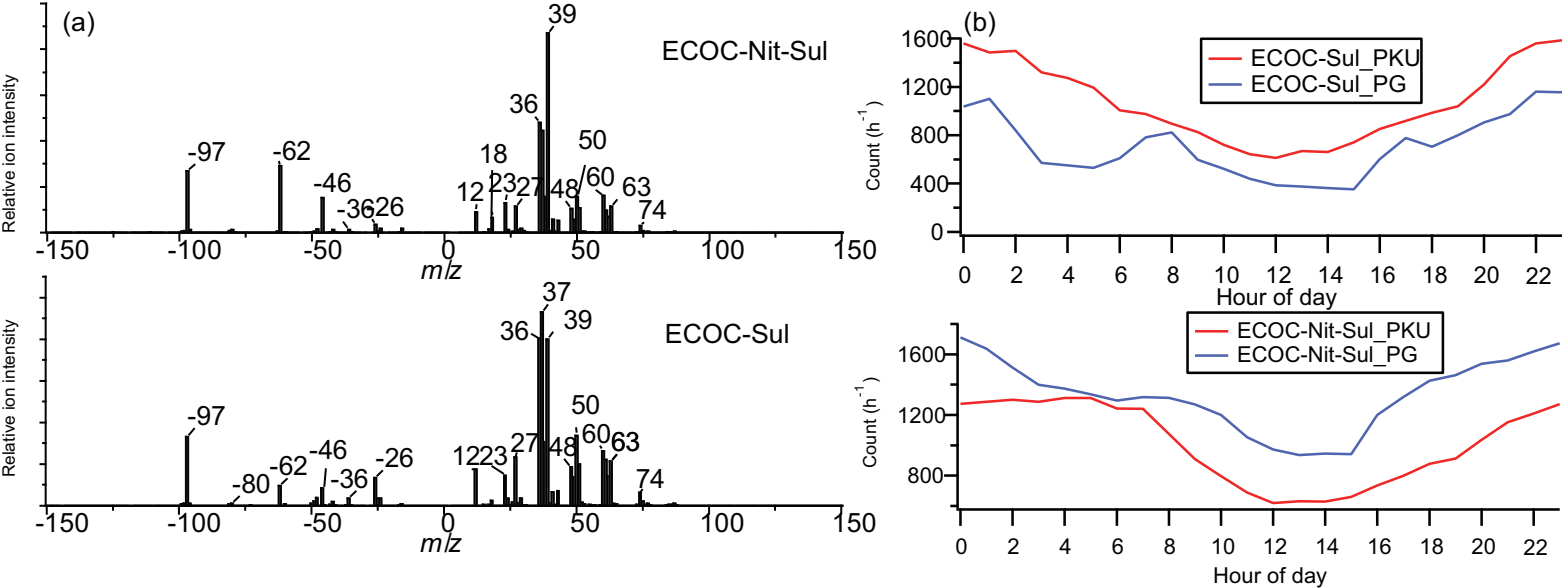 (a)
39
ECOC-Nit-Sul
36
50
-97
-62
18
-46
12
23
27
48
60
63
-36
-26
74
Relative ion intensity
-150 -100 -50 0 50 100 150
m/z
37
36
39
ECOC-Sul
-97
50
-46
-62
-26
-80
-36
12
23
27
48
60
63
74
Relative ion intensity
-150 -100 -50 0 50 100 150
m/z
(b)
ECOC-Sul_PKU
ECOC-Sul_PG
1600
1200
800
400
0
Count (h-1)
0 2 4 6 8 10 12 14 16 18 20 22
Hour of day
ECOC-Nit-Sul_PKU
ECOC-Nit-Sul_PG
1600
1200
800
Count (h-1)
0 2 4 6 8 10 12 14 16 18 20 22
Hour of day